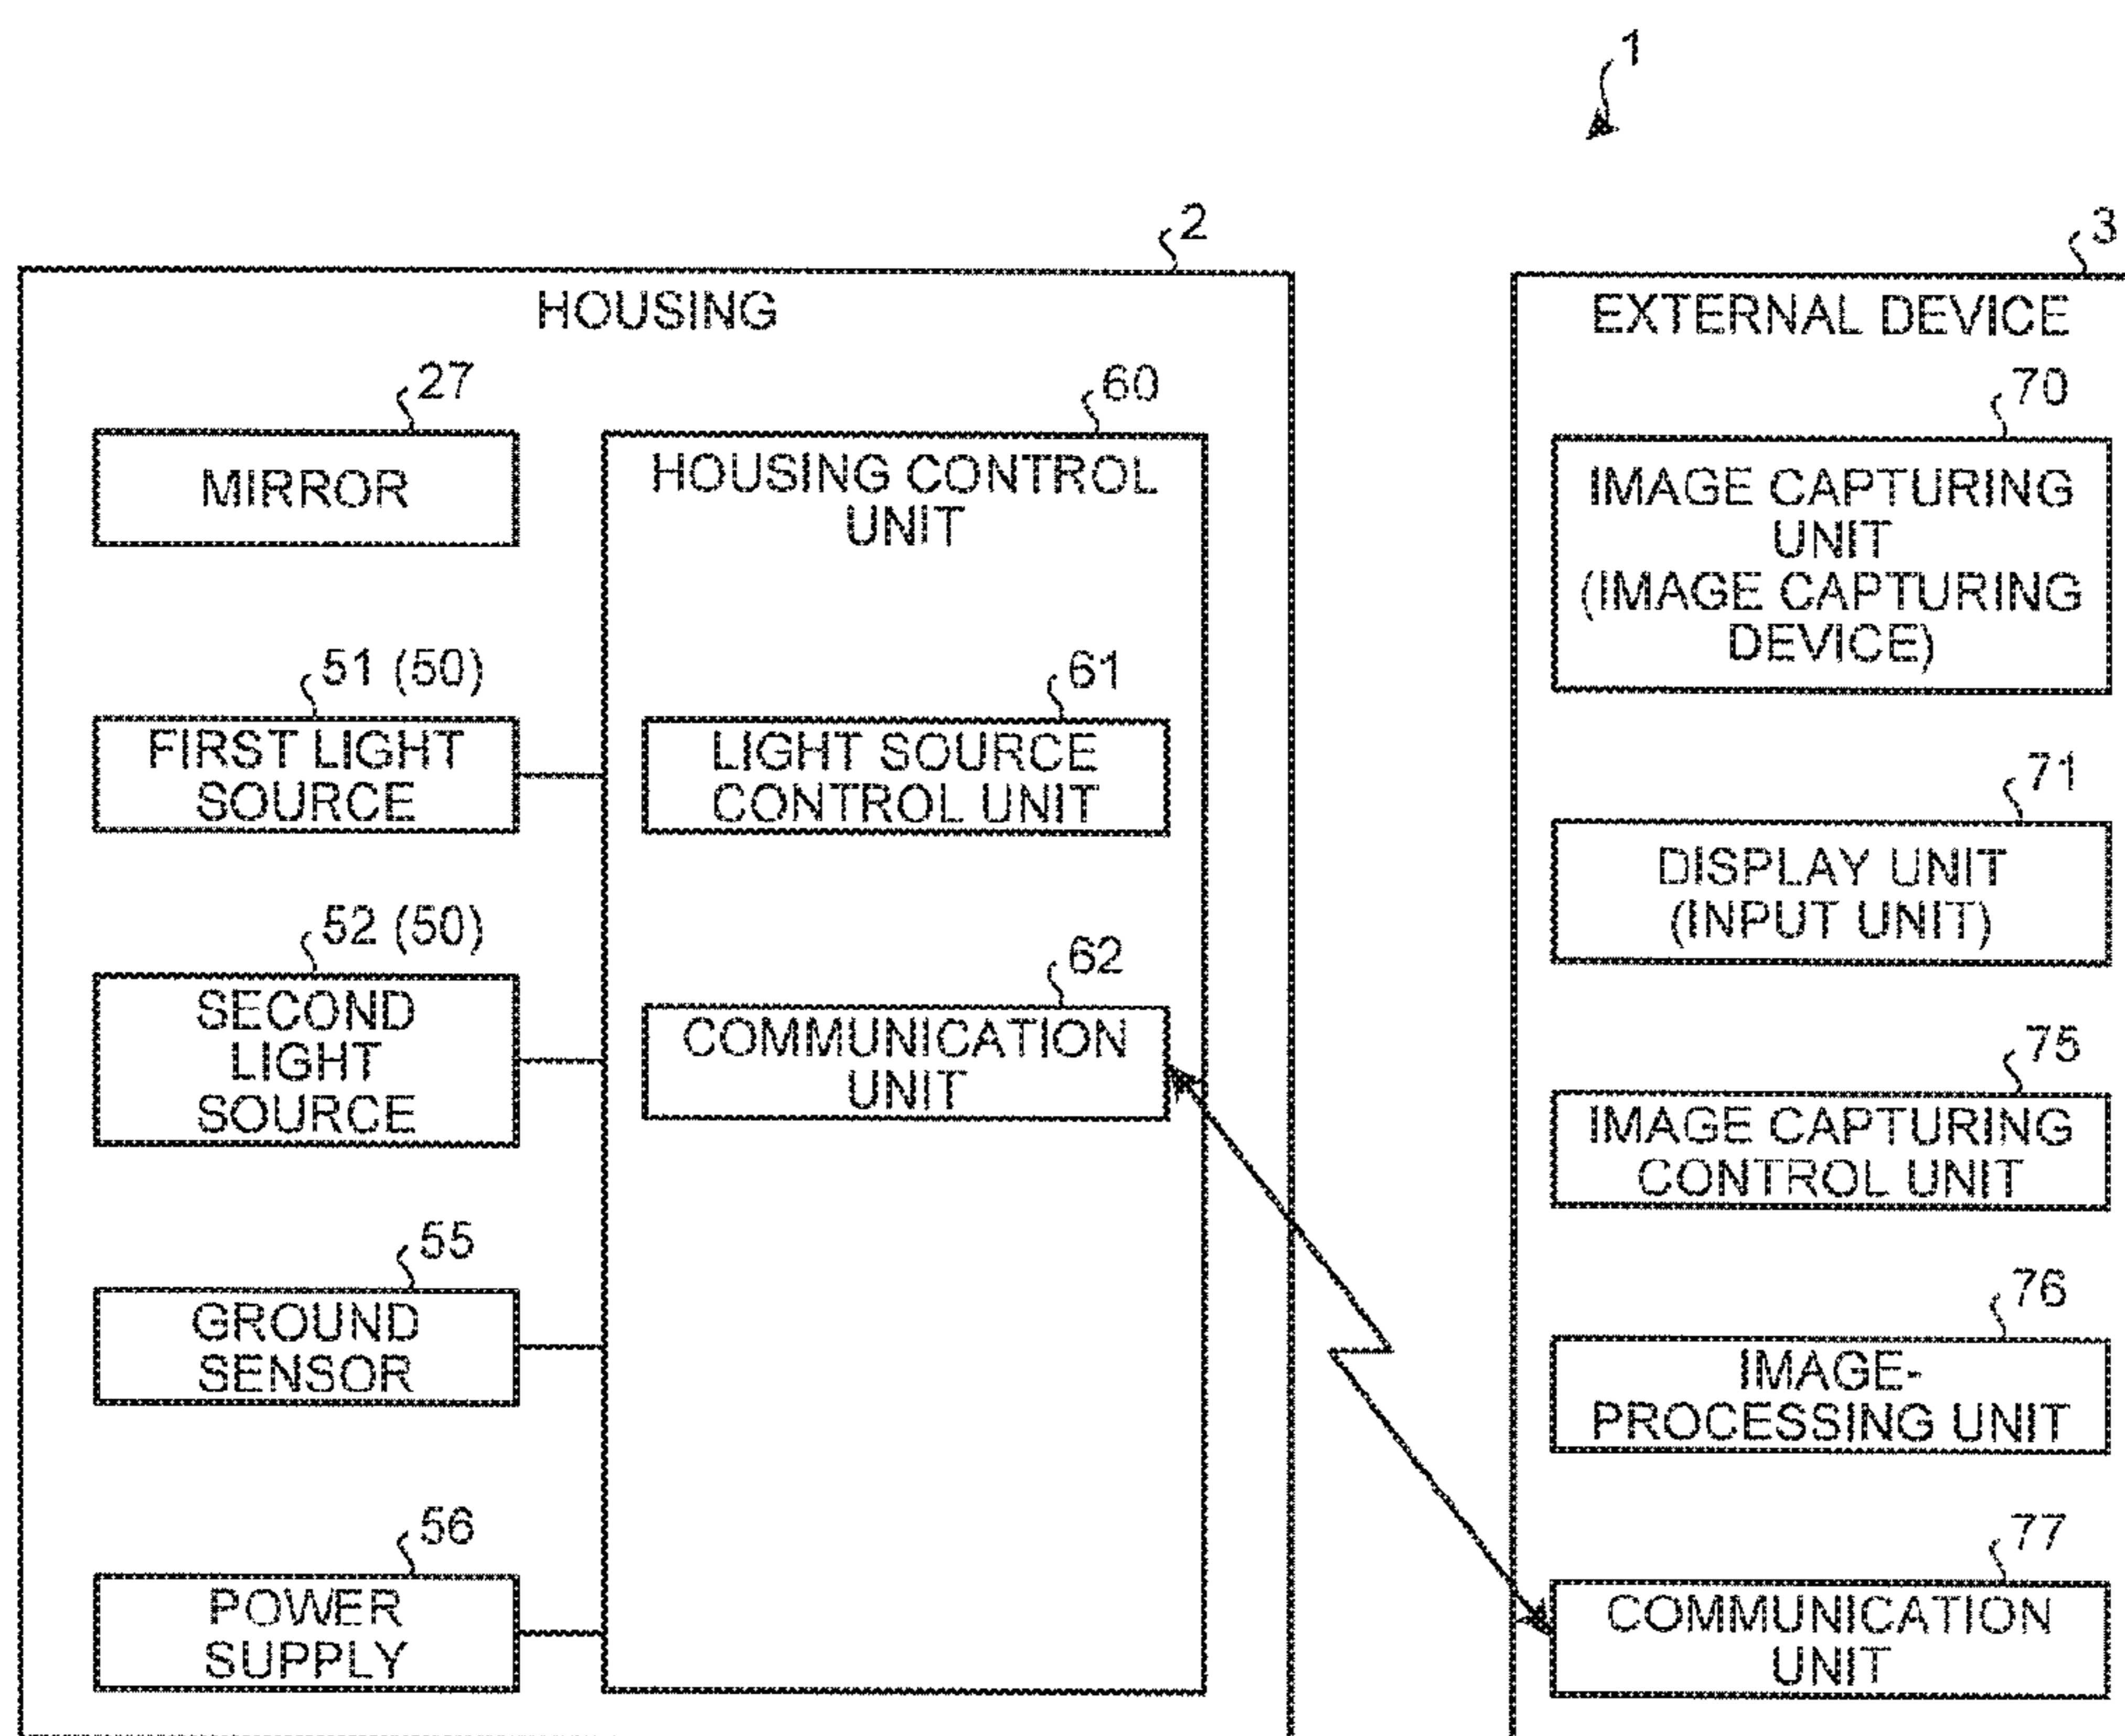 1
2
HOUSING
27
MIRROR
51 (50)
FIRST LIGHT
SOURCE
52 (50)
SECOND
LIGHT
SOURCE
55
GROUND
SENSOR
56
POWER
SUPPLY
60
HOUSING CONTROL
UNIT
61
LIGHT SOURCE
CONTROL UNIT
62
COMMUNICATION
UNIT
3
EXTERNAL DEVICE
70
IMAGE CAPTURING
UNIT
(IMAGE CAPTURING
DEVICE)
71
DISPLAY UNIT
(INPUT UNIT)
75
IMAGE CAPTURING
CONTROL UNIT
76
IMAGE-
PROCESSING UNIT
77
COMMUNICATION
UNIT